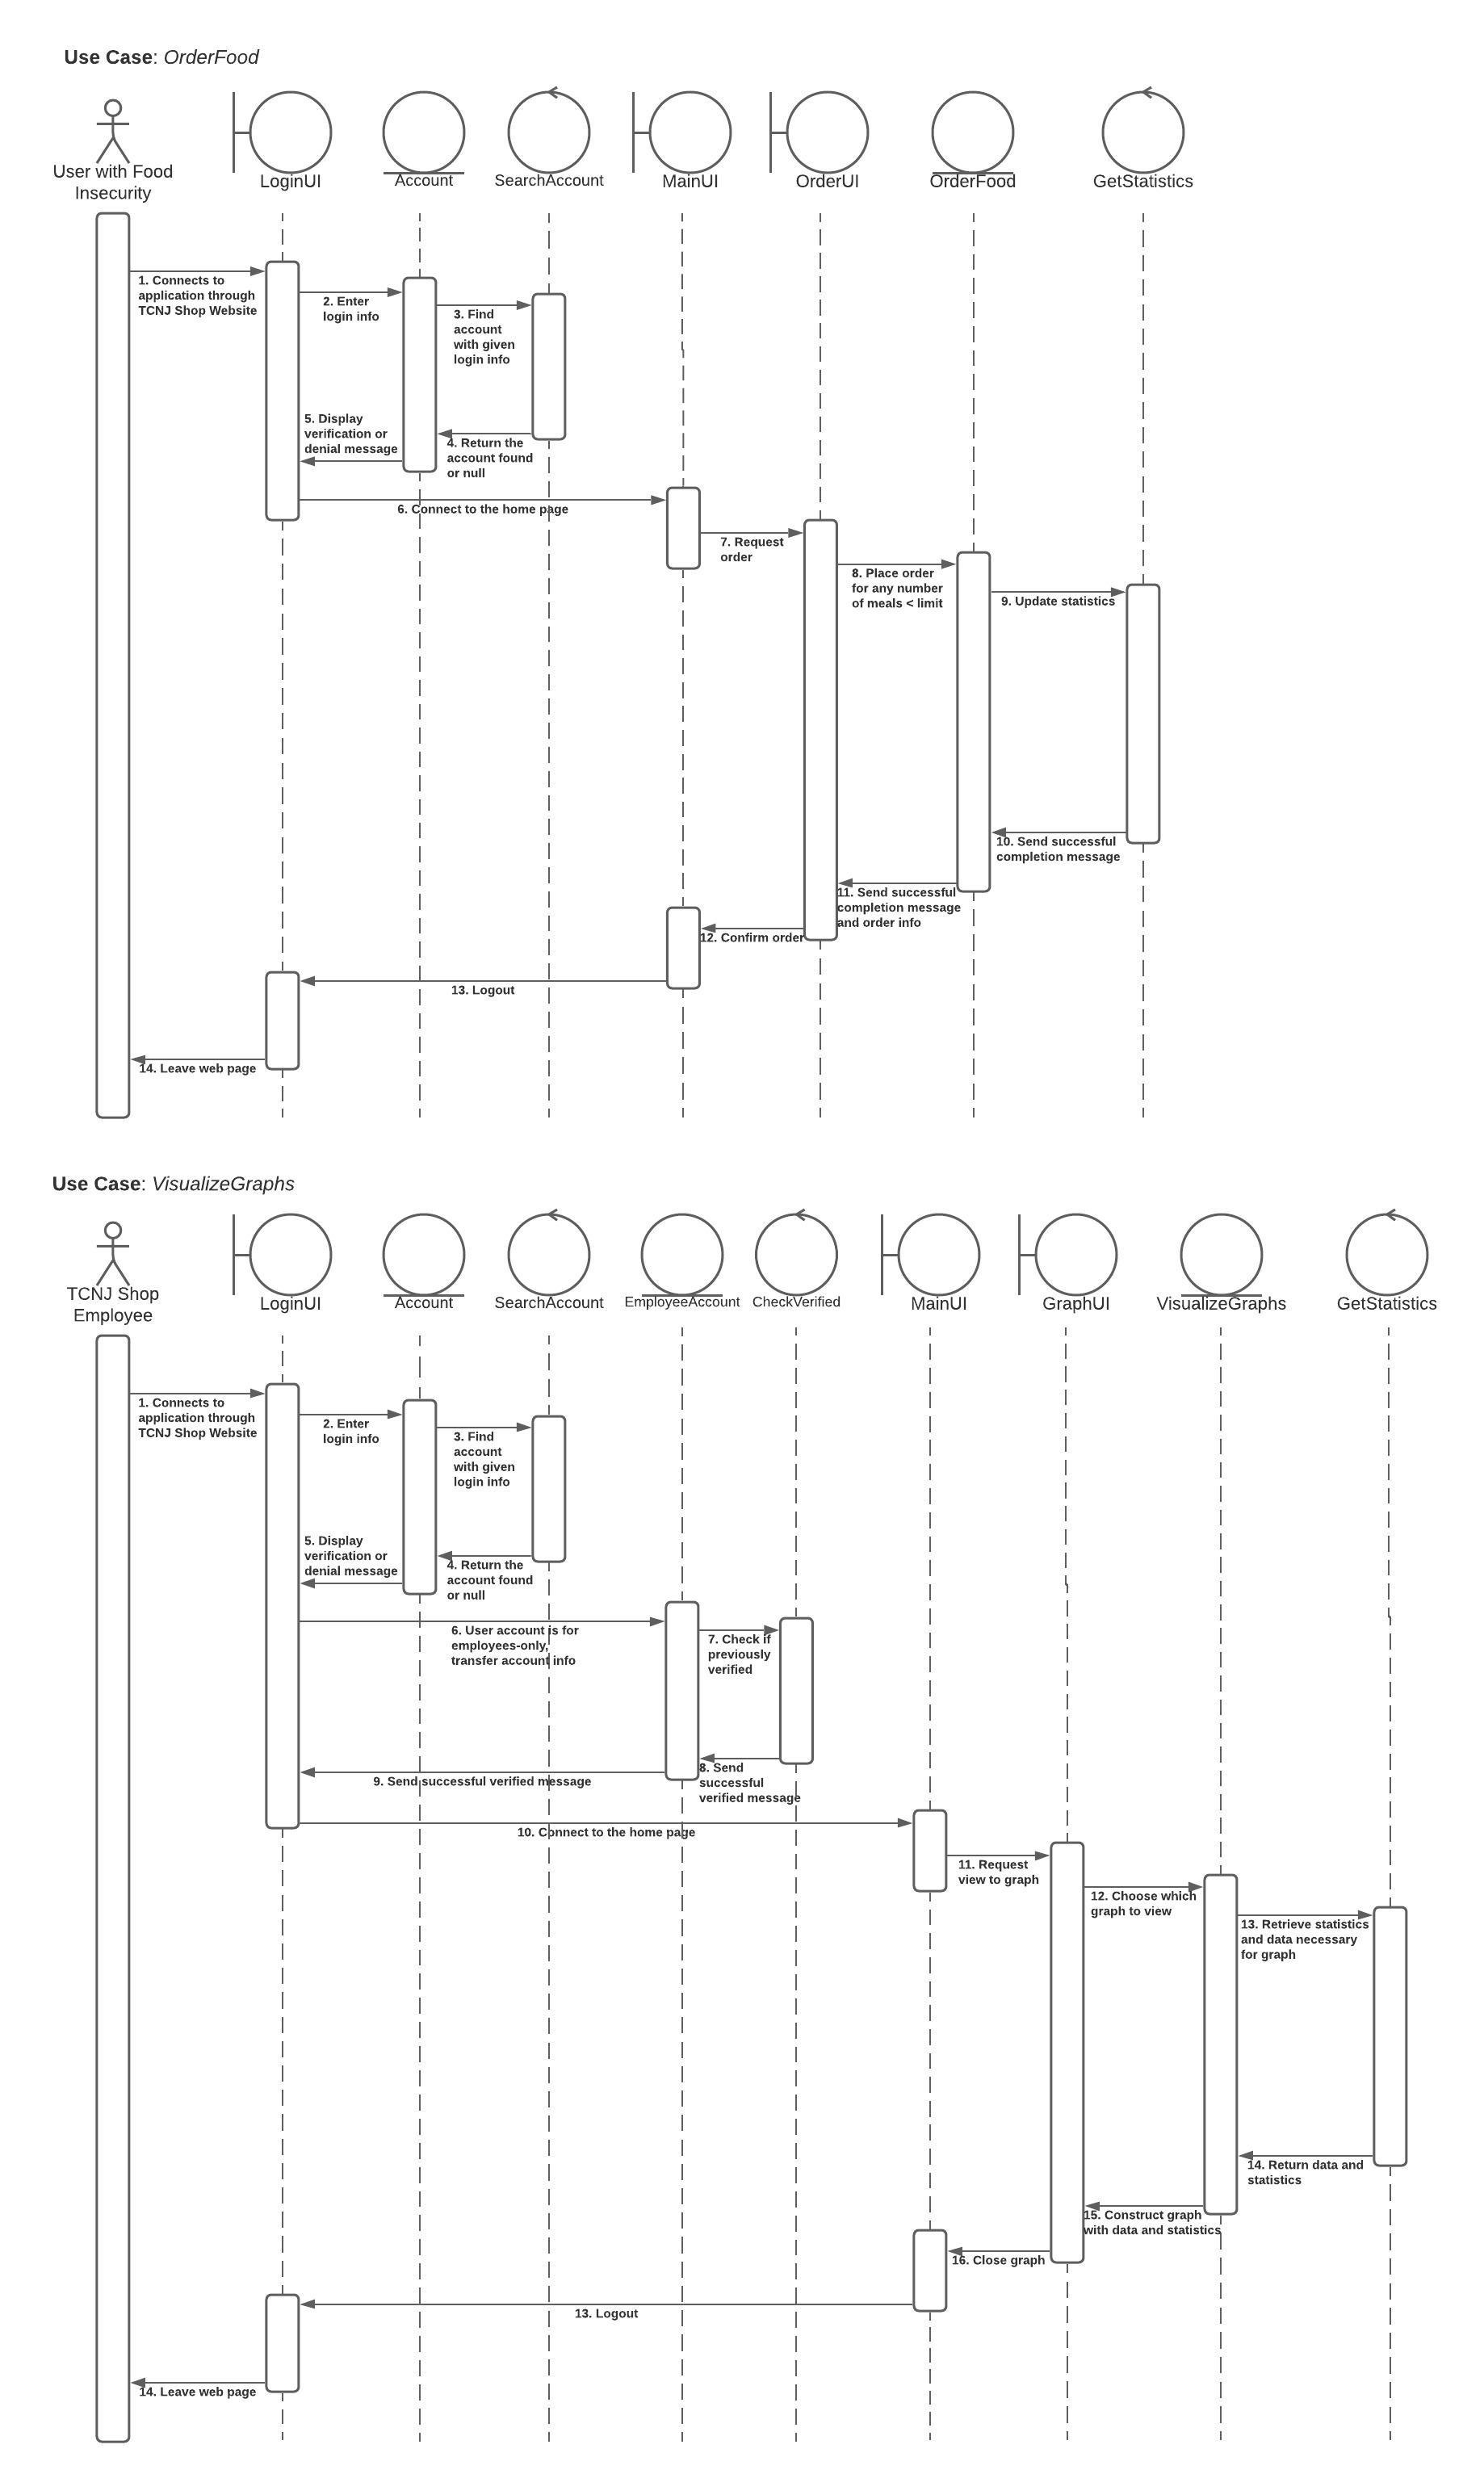 Use Case: OrderFood
User with Food
Insecurity
LoginUI
Account
SearchAccount
MainUI
OrderUI
OrderFood
GetStatistics
1. Connects to
application through
TCNJ Shop Website
2. Enter
login info
3. Find
account
with given
login info
4. Return the
account found
or null
5. Display
verification or
denial message
6. Connect to the home page
7. Request
order
8. Place order
for any number
of meals < limit
9. Update statistics
10. Send successful
completion message
11. Send successful
completion message
and order info
12. Confirm order
13. Logout
14. Leave web page
Use Case: VisualizeGraphs
TCNJ Shop
Employee
LoginUI
Account
SearchAccount
EmployeeAccount
CheckVerified
MainUI
GraphUI
VisualizeGraphs
GetStatistics
1. Connects to
application through
TCNJ Shop Website
2. Enter
login info
3. Find
account
with given
login info
4. Return the
account found
or null
5. Display
verification or
denial message
6. User account is for
employees-only,
transfer account info
7. Check if
previously
verified
8. Send
successful
verified message
9. Send successful verified message
10. Connect to the home page
11. Request
view to graph
12. Choose which
graph to view
13. Retrieve statistics
and data necessary
for graph
14. Return data and
statistics
15. Construct graph
with data and statistics
16. Close graph
13. Logout
14. Leave web page